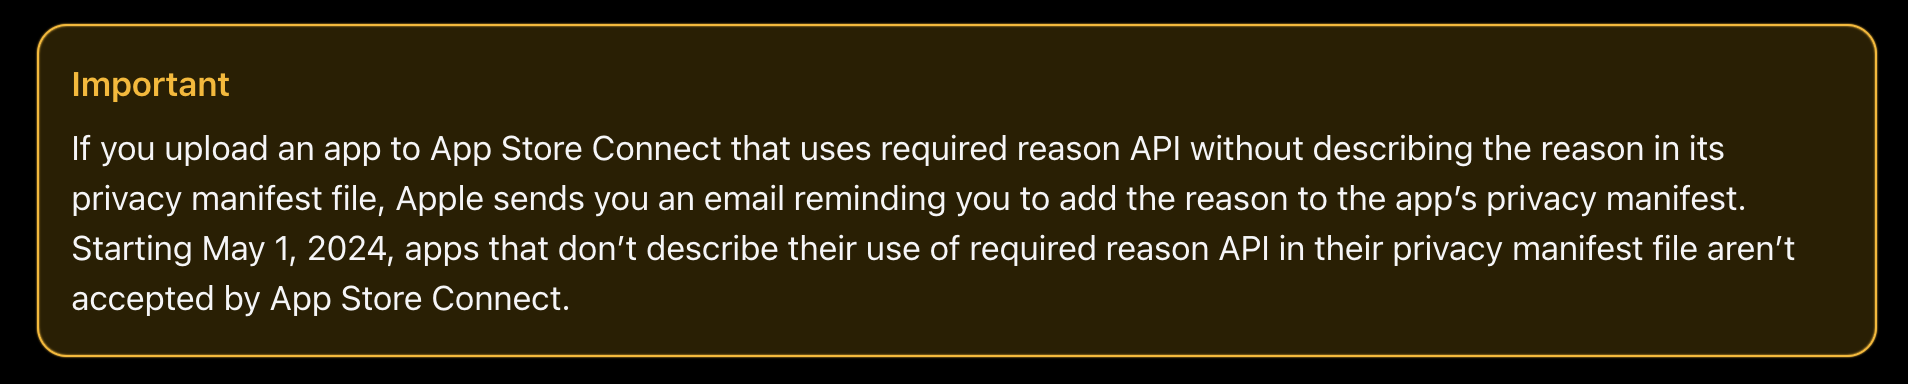 Important
If you upload an app to App Store Connect that uses required reason API without describing the reason in its
privacy manifest file, Apple sends you an email reminding you to add the reason to the app’s privacy manifest.
Starting May 1, 2024, apps that don’t describe their use of required reason API in their privacy manifest file aren’t
accepted by App Store Connect.